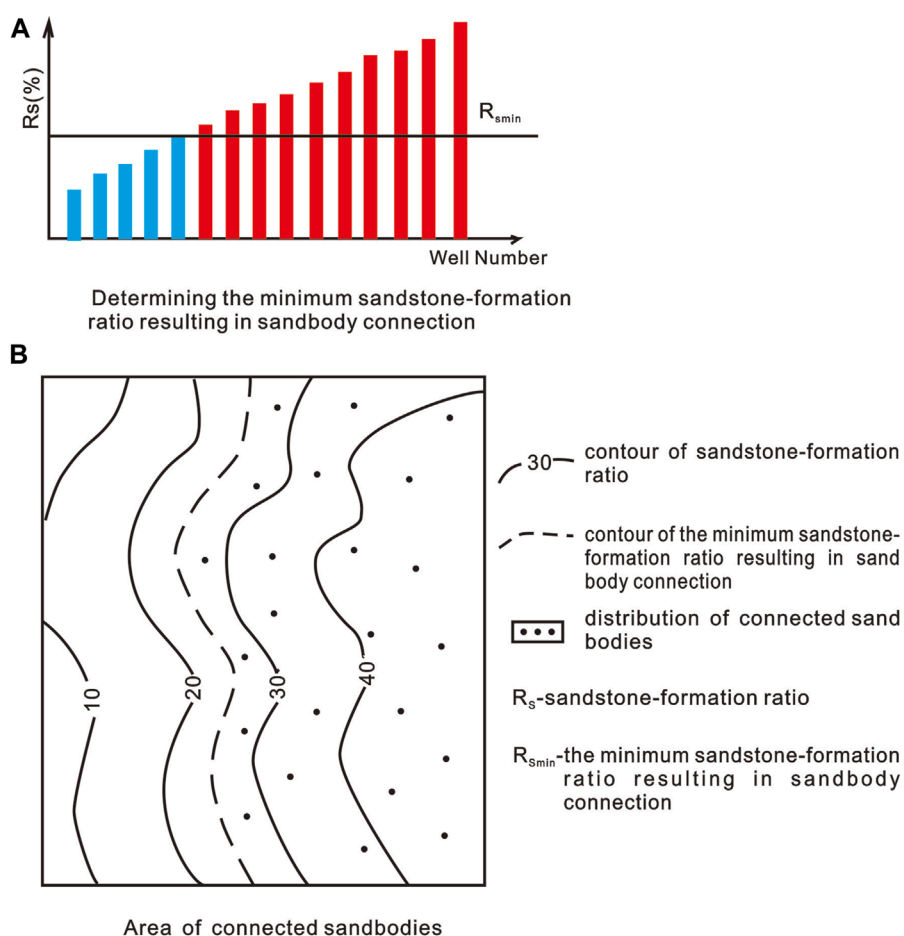 A
Rs(%)
R smin
Well Number
Determining the minimum sandstone-formation
ratio resulting in sandbody connection
B
10
20
30
40
30
contour of sandstone-formation
ratio
contour of the minimum sandstone-
formation ratio resulting in sand
body connection
distribution of connected sand
bodies
Rs-sandstone-formation ratio
RSmin-the minimum sandstone-formation
ratio resulting in sandbody
connection
Area of connected sandbodies